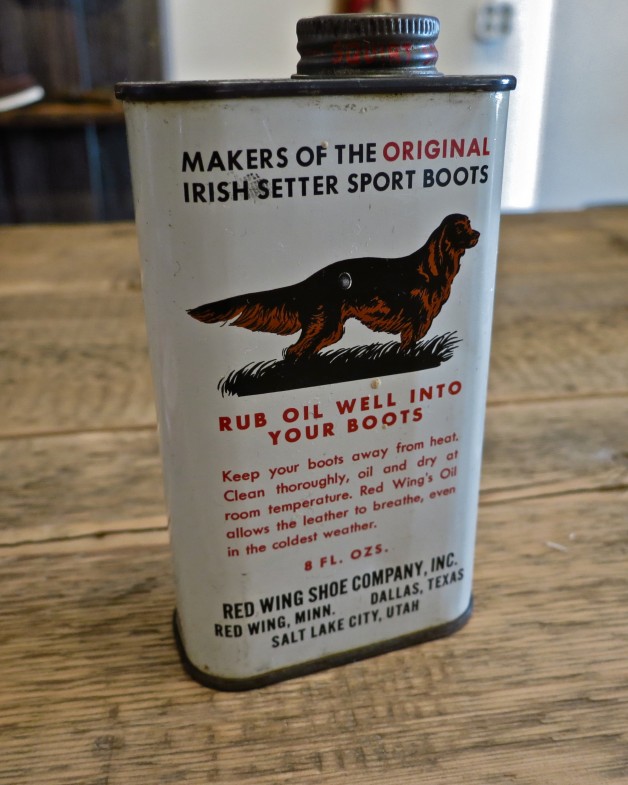 MAKERS OF THE ORIGINAL
IRISH SETTER SPORT BOOTS
RUB OIL WELL INTO
YOUR BOOTS
Keep your boots away from heat.
Clean thoroughly, oil and dry at
room temperature. Red Wing's Oil
allows the leather to breathe, even
in the coldest weather.
8 FL. OZS.
RED WING SHOE COMPANY, INC.
RED WING, MINN. DALLAS, TEXAS
SALT LAKE CITY, UTAH